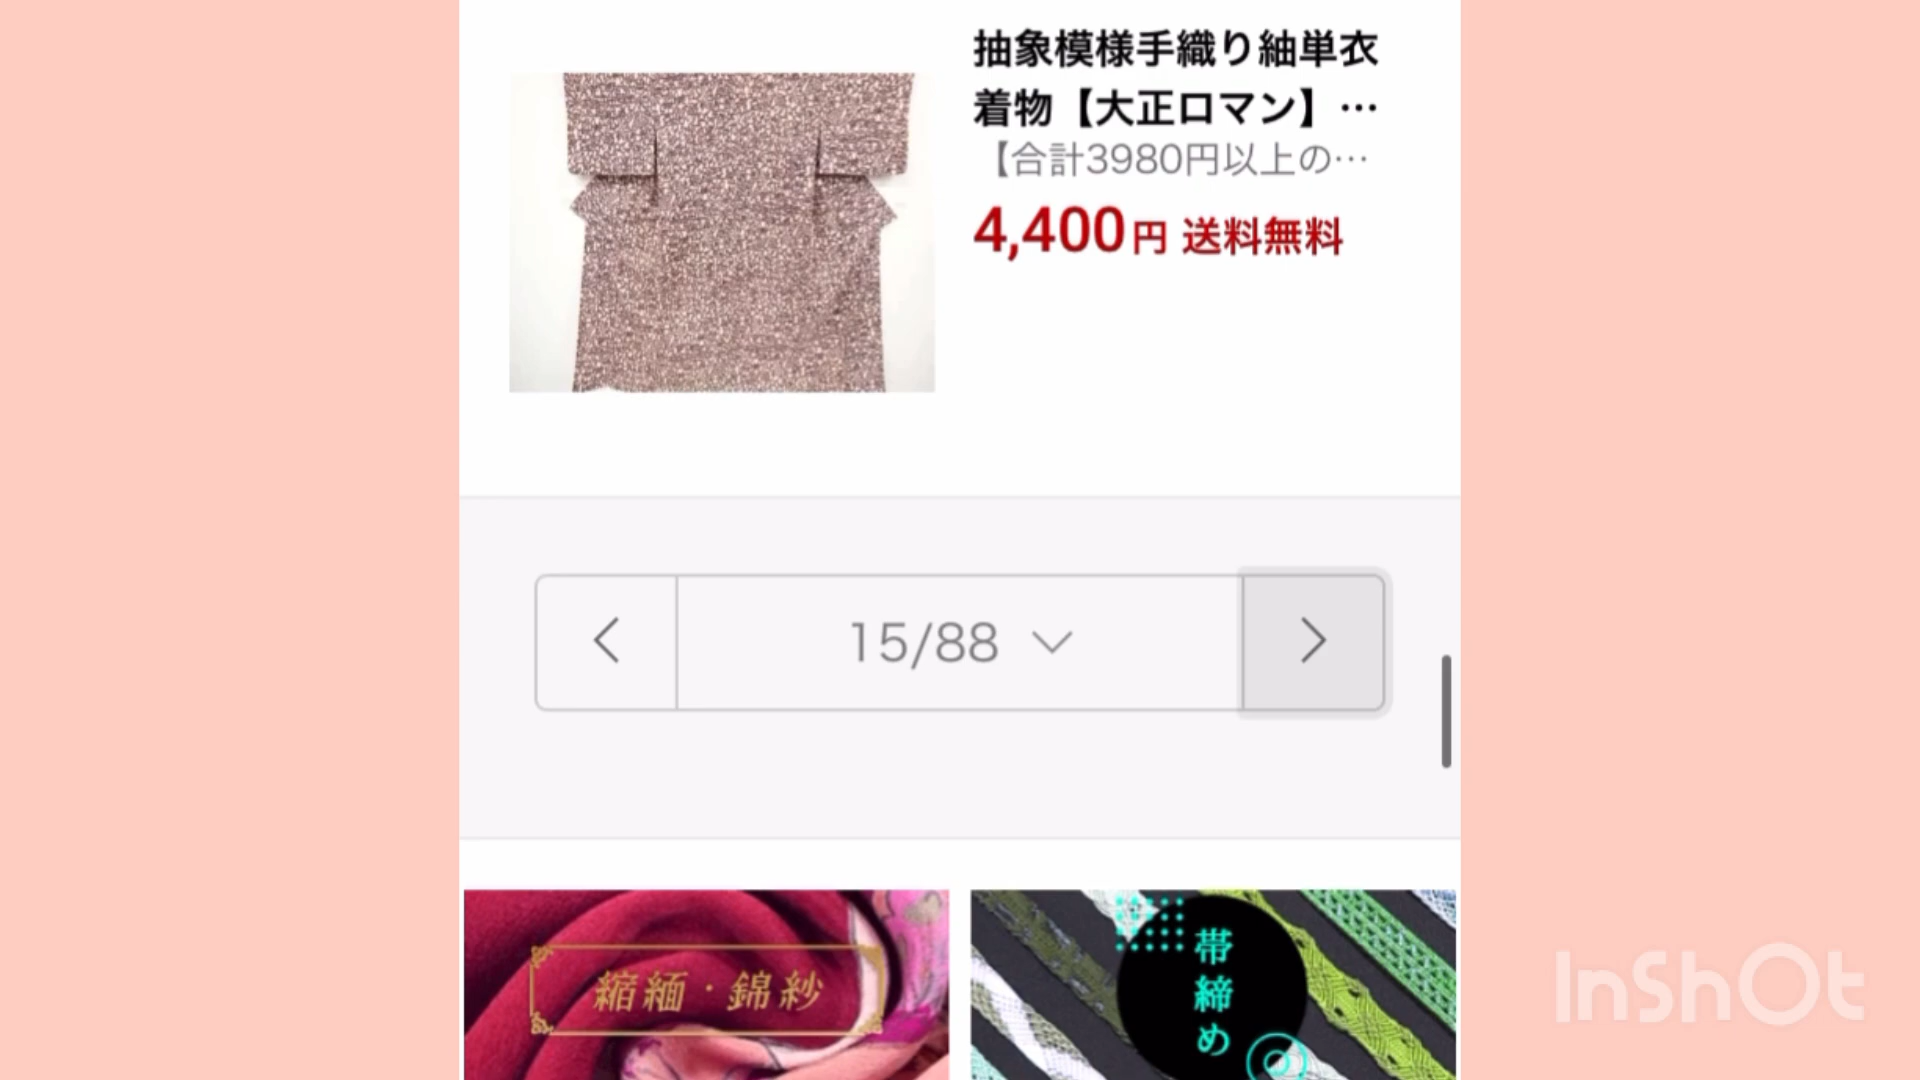 抽象模様手織り紬単衣
着物【大正ロマン】…
【合計3980円以上の…
4,400円 送料無料
15/88
縮緬・錦紗
帯締め
InShOt